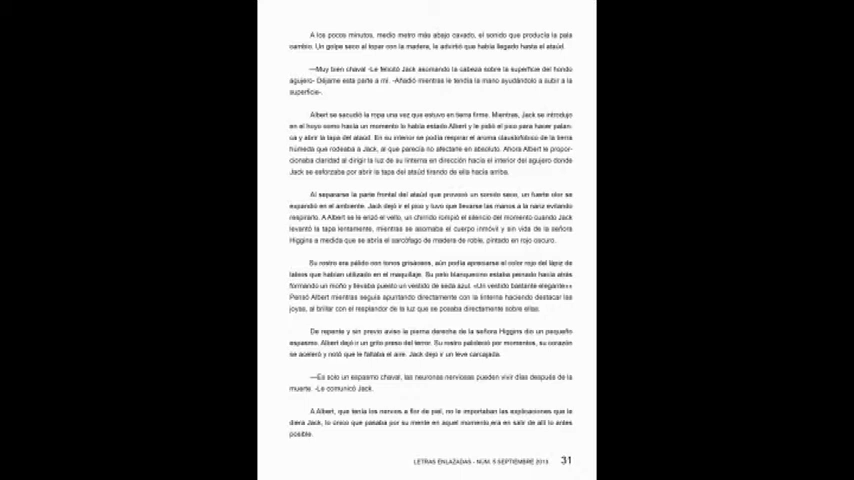 A los pocos minutos, medio metro más abajo cavado, el sonido que producía la pala
cambio. Un golpe seco al topar con la madera, le advirtió que había llegado hasta el ataúd.
—Muy bien chaval -Le felicitó Jack asomando la cabeza sobre la superficie del hondo
agujero- Déjame esta parte a mí. -Añadió mientras le tendía la mano ayudándolo a subir a la
superficie-.
Albert se sacudió la ropa una vez que estuvo en tierra firme. Mientras, Jack se introdujo
en el hoyo como hacía un momento lo había estado Albert y le pidió el pico para hacer palan-
ca y abrir la tapa del ataúd. En su interior se podía respirar el aroma claustrofóbico de la tierra
húmeda que rodeaba a Jack, al que parecía no afectarle en absoluto. Ahora Albert le propor-
cionaba claridad al dirigir la luz de su linterna en dirección hacía el interior del agujero donde
Jack se esforzaba por abrir la tapa del ataúd tirando de ella hacía arriba.
Al separarse la parte frontal del ataúd que provocó un sonido seco, un fuerte olor se
expandió en el ambiente. Jack dejó ir el pico y tuvo que llevarse las manos a la nariz evitando
respirarlo. A Albert se le erizó el vello, un chirrido rompió el silencio del momento cuando Jack
levantó la tapa lentamente, mientras se asomaba el cuerpo inmóvil y sin vida de la señora
Higgins a medida que se abría el sarcófago de madera de roble, pintado en rojo oscuro.
Su rostro era pálido con tonos grisáceos, aún podía apreciarse el color rojo del lápiz de
labios que habían utilizado en el maquillaje. Su pelo blanquecino estaba peinado hacía atrás
formando un moño y llevaba puesto un vestido de seda azul. «Un vestido bastante elegante»«
Pensó Albert mientras seguía apuntando directamente con la linterna haciendo destacar las
joyas, al brillar con el resplandor de la luz que se posaba directamente sobre ellas.
De repente y sin previo aviso la pierna derecha de la señora Higgins dio un pequeño
espasmo. Albert dejó ir un grito preso del terror. Su rostro palideció por momentos, su corazón
se aceleró y notó que le faltaba el aire. Jack dejó ir un leve carcajada.
—Es solo un espasmo chaval, las neuronas nerviosas pueden vivir días después de la
muerte. -Le comunicó Jack.
A Albert, que tenía los nervios a flor de piel, no le importaban las explicaciones que le
diera Jack, lo único que pasaba por su mente en aquel momento,era en salir de allí lo antes
posible.
LETRAS ENLAZADAS - NÚM. 5 SEPTIEMBRE 2013 31